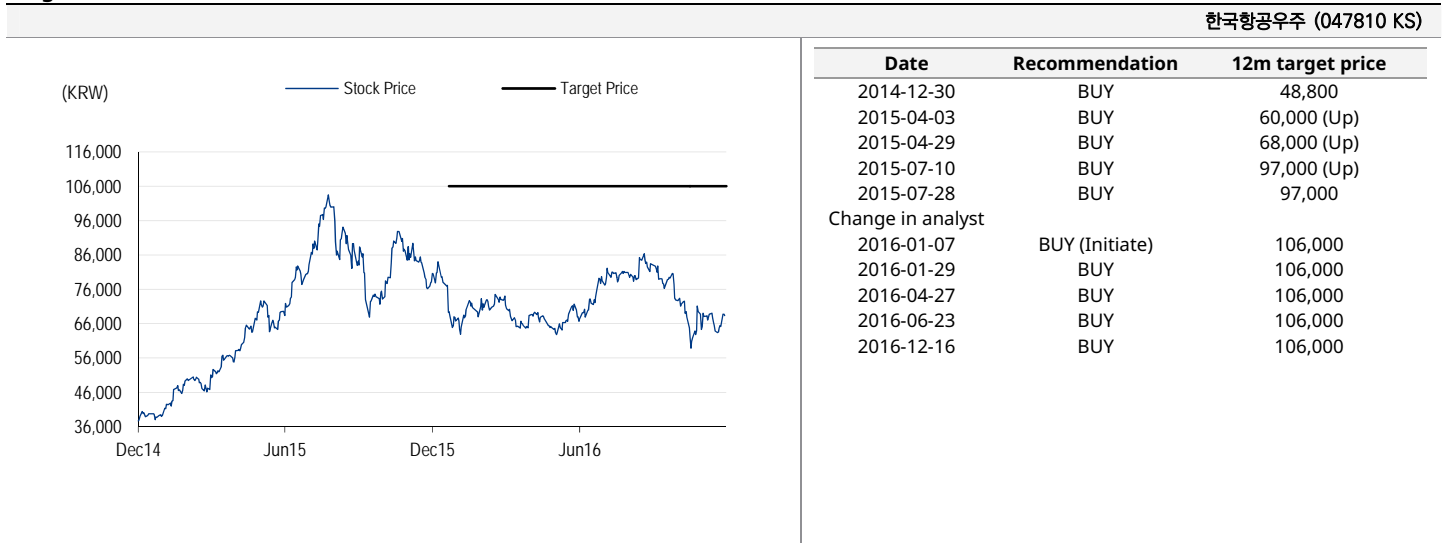 한국항공우주 (047810 KS)
(KRW)
Stock Price
Target Price
116,000
106,000
96,000
86,000
76,000
66,000
56,000
46,000
36,000
Dec14 Jun15 Dec15 Jun16
Date Recommendation 12m target price
2014-12-30 BUY 48,800
2015-04-03 BUY 60,000 (Up)
2015-04-29 BUY 68,000 (Up)
2015-07-10 BUY 97,000 (Up)
2015-07-28 BUY 97,000
Change in analyst
2016-01-07 BUY (Initiate) 106,000
2016-01-29 BUY 106,000
2016-04-27 BUY 106,000
2016-06-23 BUY 106,000
2016-12-16 BUY 106,000